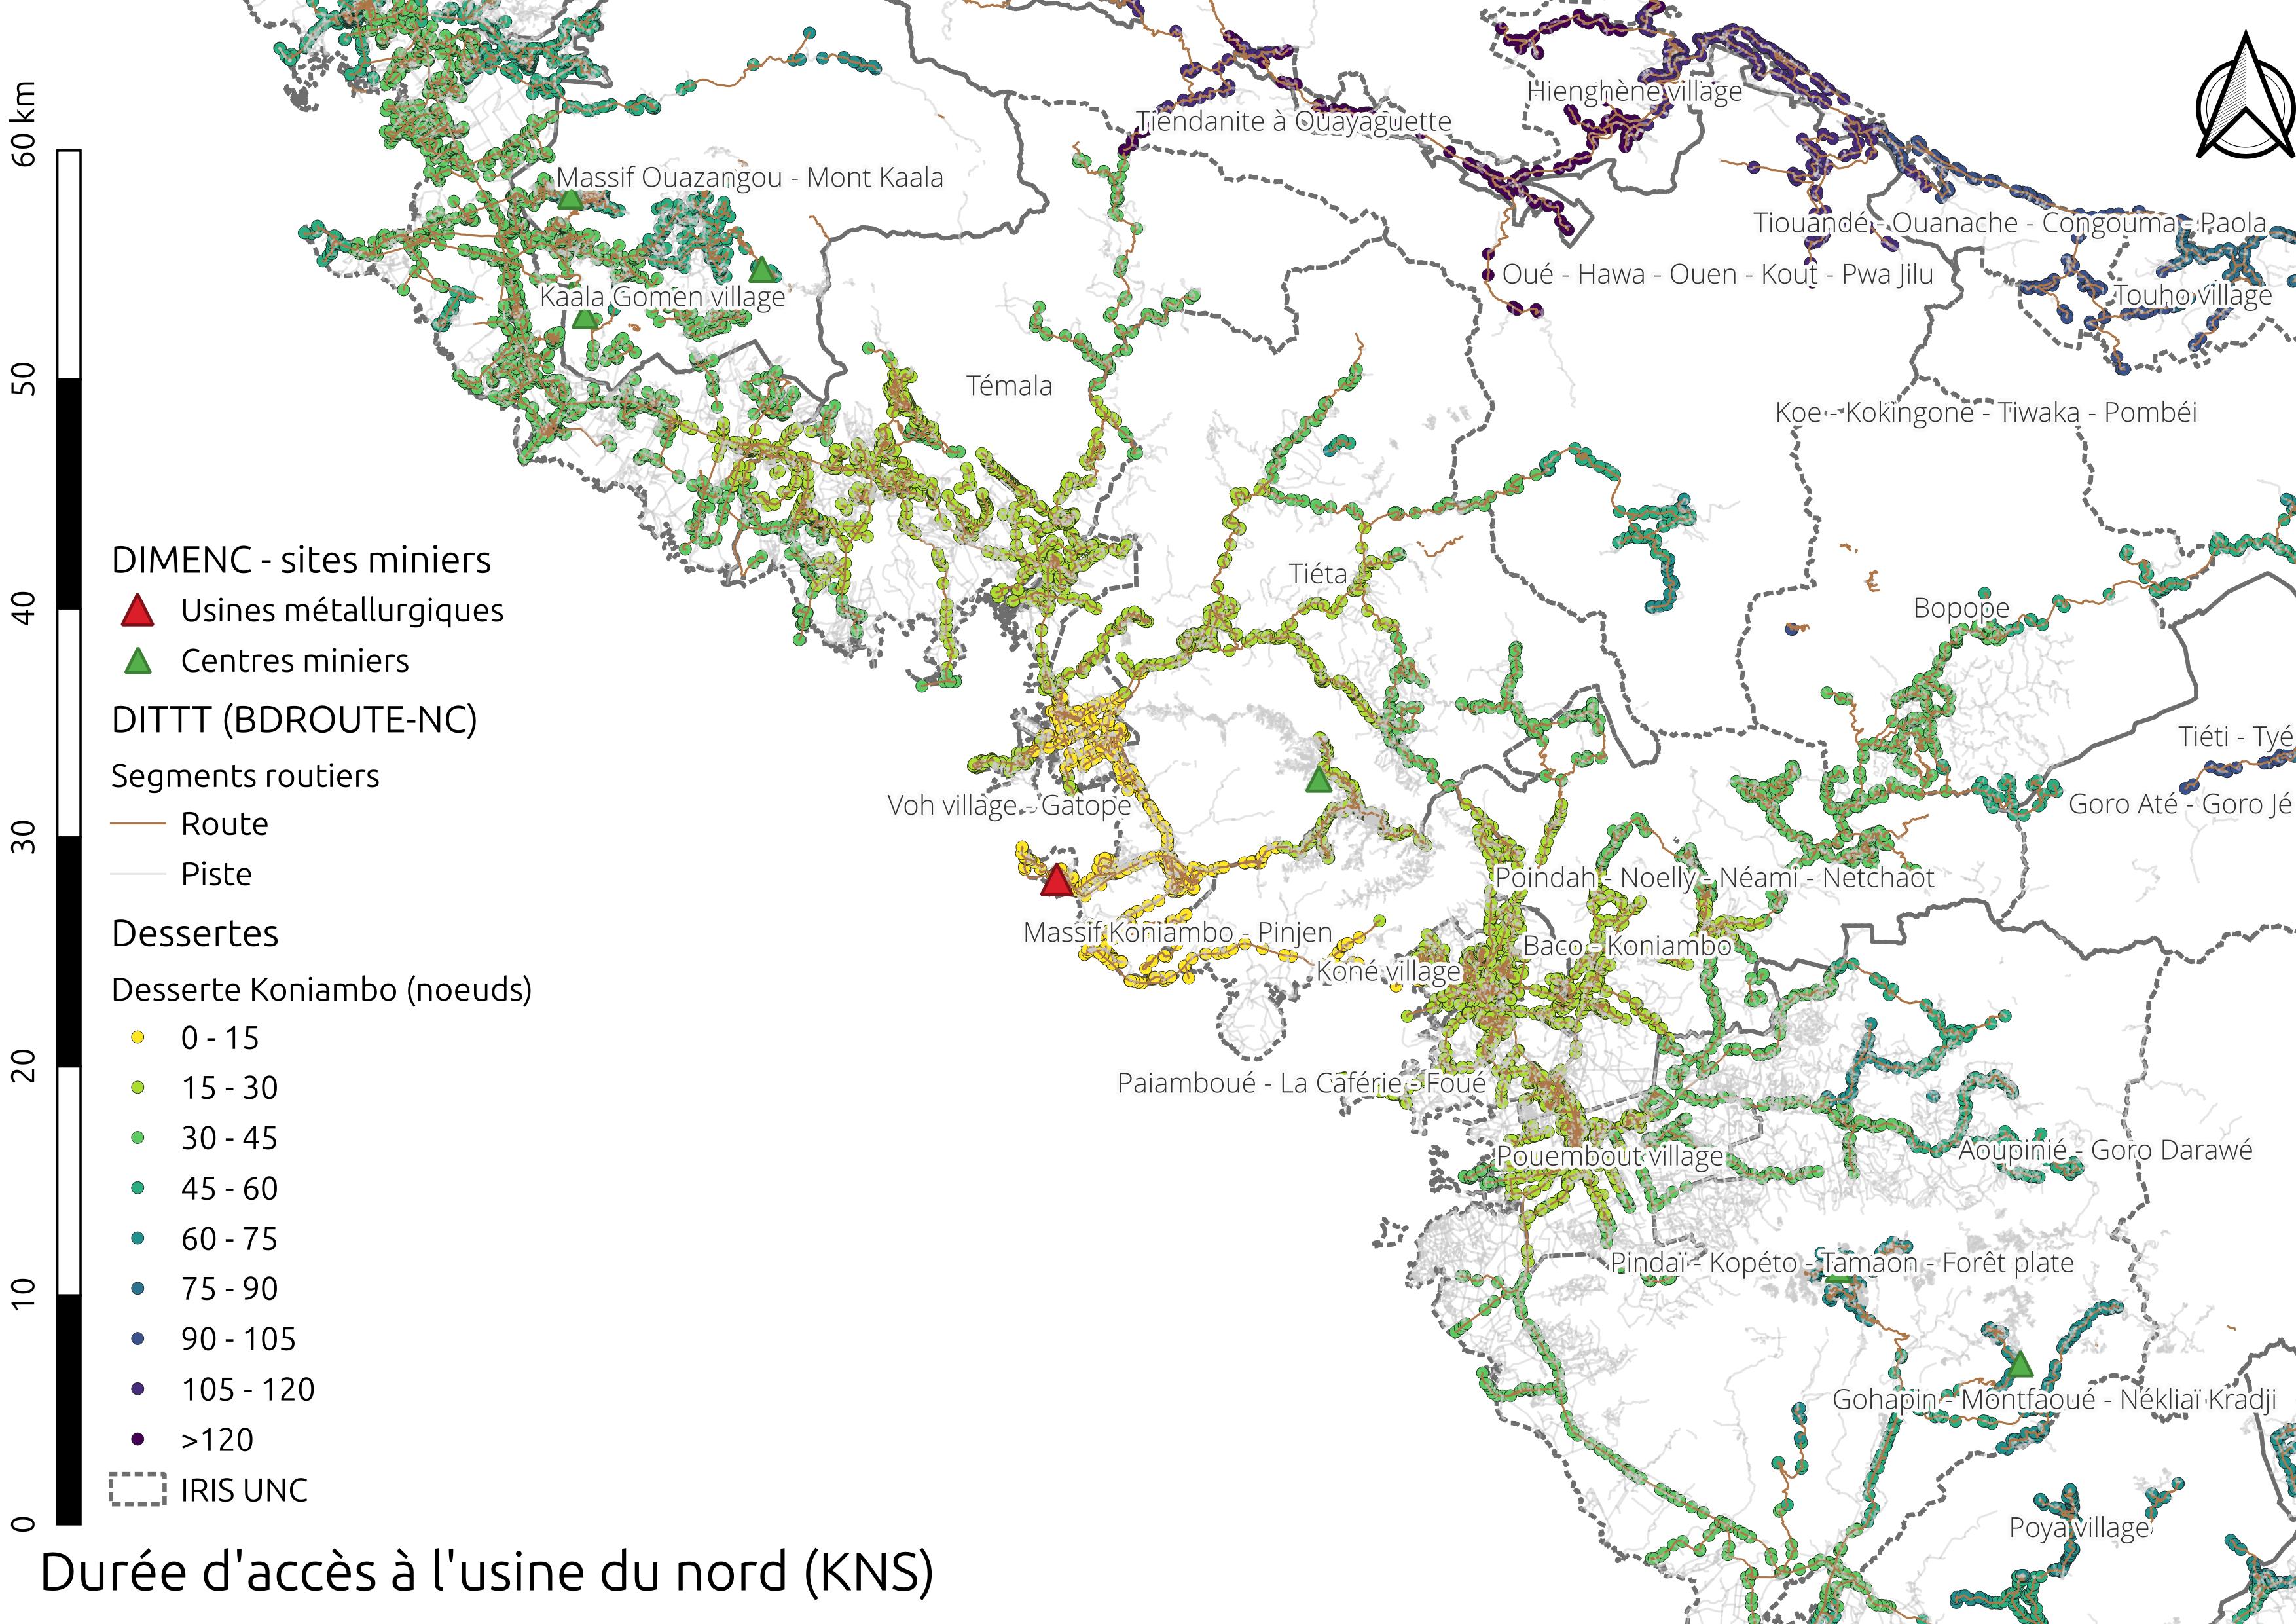 60 km
50
40
30
20
10
0
DIMENC - sites miniers
Usines métallurgiques
Centres miniers
DITTT (BDROUTE-NC)
Segments routiers
Route
Piste
Dessertes
Desserte Koniambo (noeuds)
0 - 15
15 - 30
30 - 45
45 - 60
60 - 75
75 - 90
90 - 105
105 - 120
>120
IRIS UNC
Durée d'accès à l'usine du nord (KNS)
Hienghène village
Tiendanite à Ouayaguette
Massif Ouazangou - Mont Kaala
Tiouandé - Ouanache - Congouma - Paola
Oué - Hawa - Ouen - Kout - Pwa Jilu
Touho village
Kaala Gomen village
Témala
Koe - Kokingone - Tiwaka - Pombéi
Tiéta
Bopope
Tiéti - Tyé
Voh village - Gatope
Goro Até - Goro Jé
Poindah - Noelly - Néami - Netchaot
Massif Koniambo - Pinjen
Baco - Koniambo
Koné village
Paiamboué - La Caférie - Foué
Pouembout village
Aoupinié - Goro Darawé
Pindaï - Kopéto - Tamaon - Forêt plate
Gohapin - Montfaoué - Nékliaï Kradji
Poya village